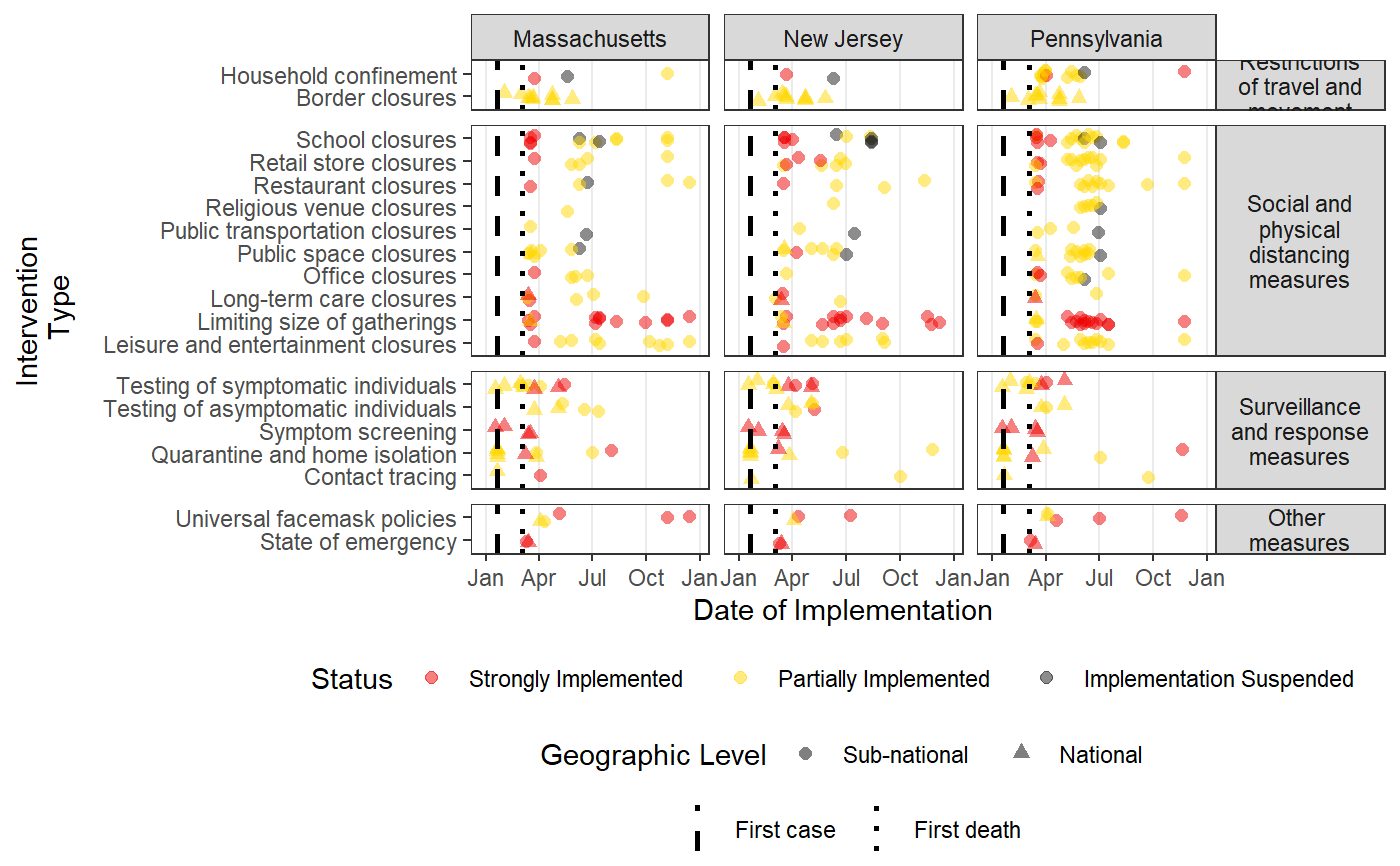 Massachusetts
New Jersey
Pennsylvania
Household confinement
Border closures
Restrictions
of travel and
movement
School closures
Retail store closures
Restaurant closures
Religious venue closures
Public transportation closures
Public space closures
Office closures
Long-term care closures
Limiting size of gatherings
Leisure and entertainment closures
Social and
physical
distancing
measures
Testing of symptomatic individuals
Testing of asymptomatic individuals
Symptom screening
Quarantine and home isolation
Contact tracing
Surveillance
and response
measures
Universal facemask policies
State of emergency
Other
measures
Intervention
Type
Jan Apr Jul Oct Jan
Jan Apr Jul Oct Jan
Jan Apr Jul Oct Jan
Date of Implementation
Status Strongly Implemented Partially Implemented Implementation Suspended
Geographic Level Sub-national National
First case First death